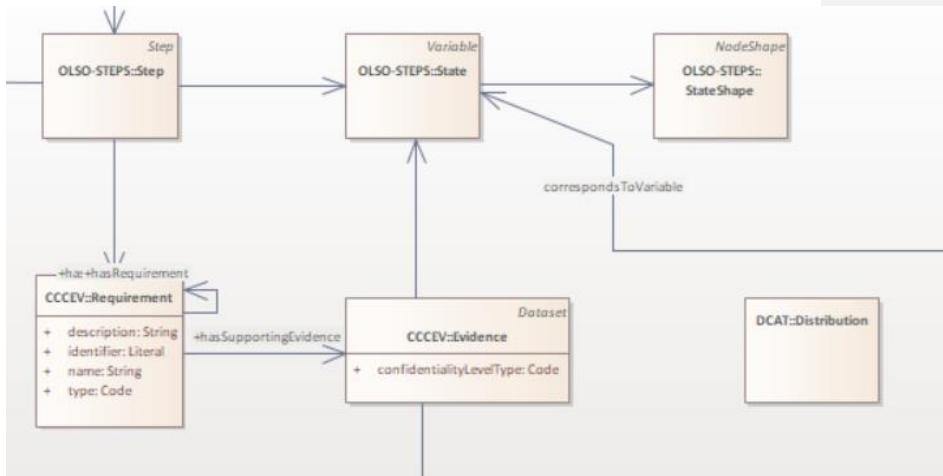 Step
OLSO-STEPS::Step
Variable
OLSO-STEPS::State
NodeShape
OLSO-STEPS::
StateShape
correspondsToVariable
+hasRequirement
CCCEV::Requirement
+ description: String
+ identifier: Literal
+ name: String
+ type: Code
+hasSupportingEvidence
Dataset
CCCEV::Evidence
+ confidentialityLevelType: Code
DCAT::Distribution